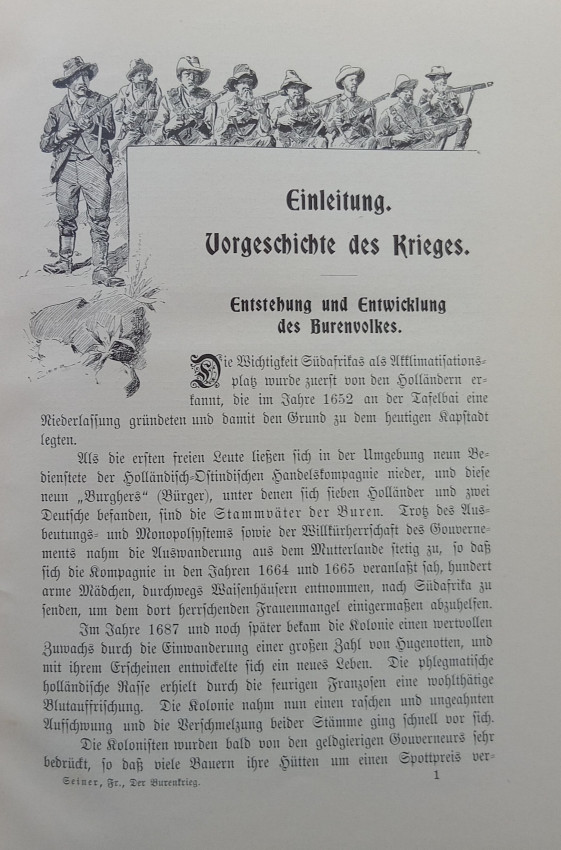 Einleitung.
Vorgeschichte des Krieges.
Entstehung und Entwicklung
des Burenvolkes.
Die Wichtigkeit Südafrikas als Akklimatisations-
platz wurde zuerst von den Holländern er-
kannt, die im Jahre 1652 an der Tafelbai eine
Niederlassung gründeten und damit den Grund zu dem heutigen Kapstadt
legten.
Als die ersten freien Leute ließen sich in der Umgebung neun Be-
dienstete der Holländisch-Ostindischen Handelskompagnie nieder, und diese
neun „Burghers“ (Bürger), unter denen sich sieben Holländer und zwei
Deutsche befanden, sind die Stammväter der Buren. Trotz des Aus-
beutungs- und Monopolsystems sowie der Willkürherrschaft des Gouverne-
ments nahm die Auswanderung aus dem Mutterlande stetig zu, so daß
sich die Kompagnie in den Jahren 1664 und 1665 veranlaßt sah, hundert
arme Mädchen, durchwegs Waisenhäusern entnommen, nach Südafrika zu
senden, um dem dort herrschenden Frauenmangel einigermaßen abzuhelfen.
Im Jahre 1687 und noch später bekam die Kolonie einen wertvollen
Zuwachs durch die Einwanderung einer großen Zahl von Hugenotten, und
mit ihrem Erscheinen entwickelte sich ein neues Leben. Die phlegmatische
holländische Rasse erhielt durch die feurigen Franzosen eine wohlthätige
Blutauffrischung. Die Kolonie nahm nun einen raschen und ungeahnten
Aufschwung und die Verschmelzung beider Stämme ging schnell vor sich.
Die Kolonisten wurden bald von den geldgierigen Gouverneurs sehr
bedrückt, so daß viele Bauern ihre Hütten um einen Spottpreis ver-
Seiner, Fr., Der Burenkrieg. 1